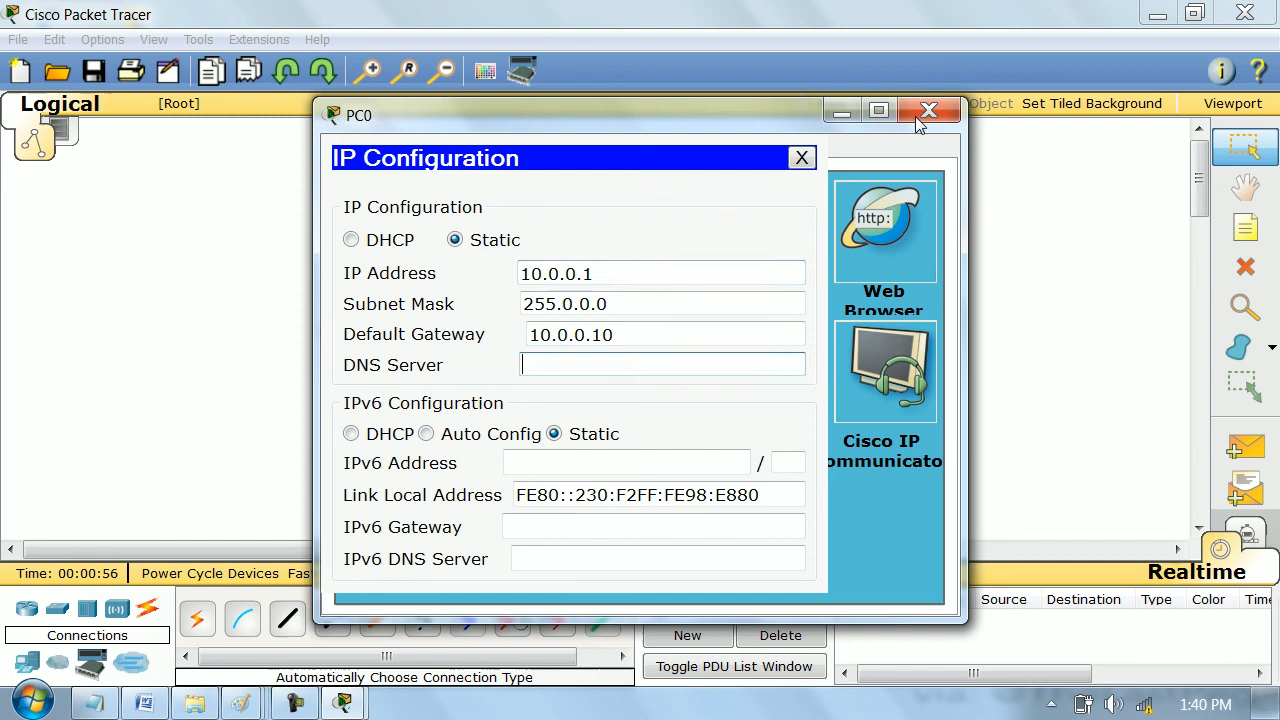 Cisco Packet Tracer
File Edit Options View Tools Extensions Help
Logical [Root] Object Set Tiled Background Viewport
PC0
IP Configuration X
IP Configuration
DHCP Static
IP Address 10.0.0.1
Subnet Mask 255.0.0.0
Default Gateway 10.0.0.10
DNS Server
IPv6 Configuration
DHCP Auto Config Static
IPv6 Address /
Link Local Address FE80::230:F2FF:FE98:E880
IPv6 Gateway
IPv6 DNS Server
http:
Web
Browser
Cisco IP
ommunicato
Time: 00:00:56 Power Cycle Devices Fas
Realtime
Connections
Automatically Choose Connection Type
New Delete
Toggle PDU List Window
Source Destination Type Color Time
1:40 PM